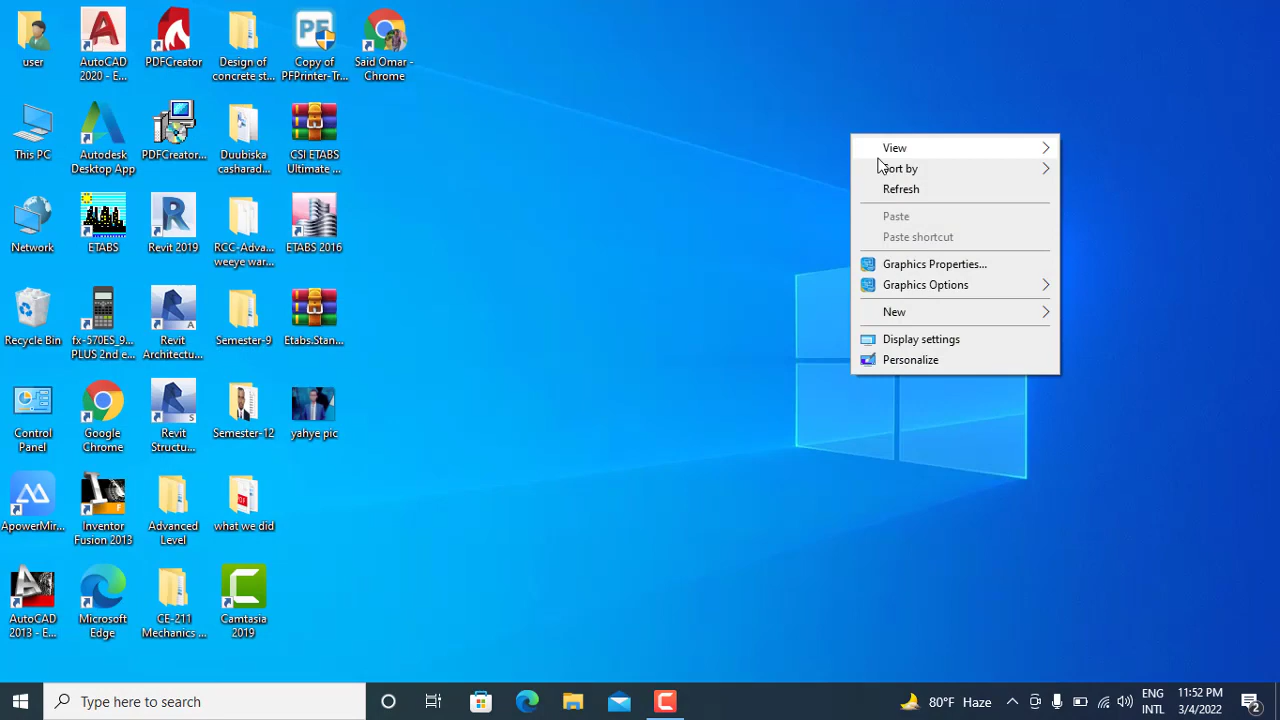 user
AutoCAD
2020 - E...
PDFCreator
Design of
concrete st...
Copy of
PFPrinter-Tr...
Said Omar -
Chrome
This PC
Autodesk
Desktop App
PDFCreator...
Duubiska
casharad...
CSI ETABS
Ultimate ...
Network
ETABS
Revit 2019
RCC-Adva...
weeye war...
ETABS 2016
Recycle Bin
fx-570ES_9...
PLUS 2nd e...
Revit
Architectu...
Semester-9
Etabs.Stan...
Control
Panel
Google
Chrome
Revit
Structu...
Semester-12
yahye pic
ApowerMir...
Inventor
Fusion 2013
Advanced
Level
what we did
AutoCAD
2013 - E...
Microsoft
Edge
CE-211
Mechanics ...
Camtasia
2019
View
Sort by
Refresh
Paste
Paste shortcut
Graphics Properties...
Graphics Options
New
Display settings
Personalize
Type here to search
80°F Haze
ENG
INTL
11:52 PM
3/4/2022
2